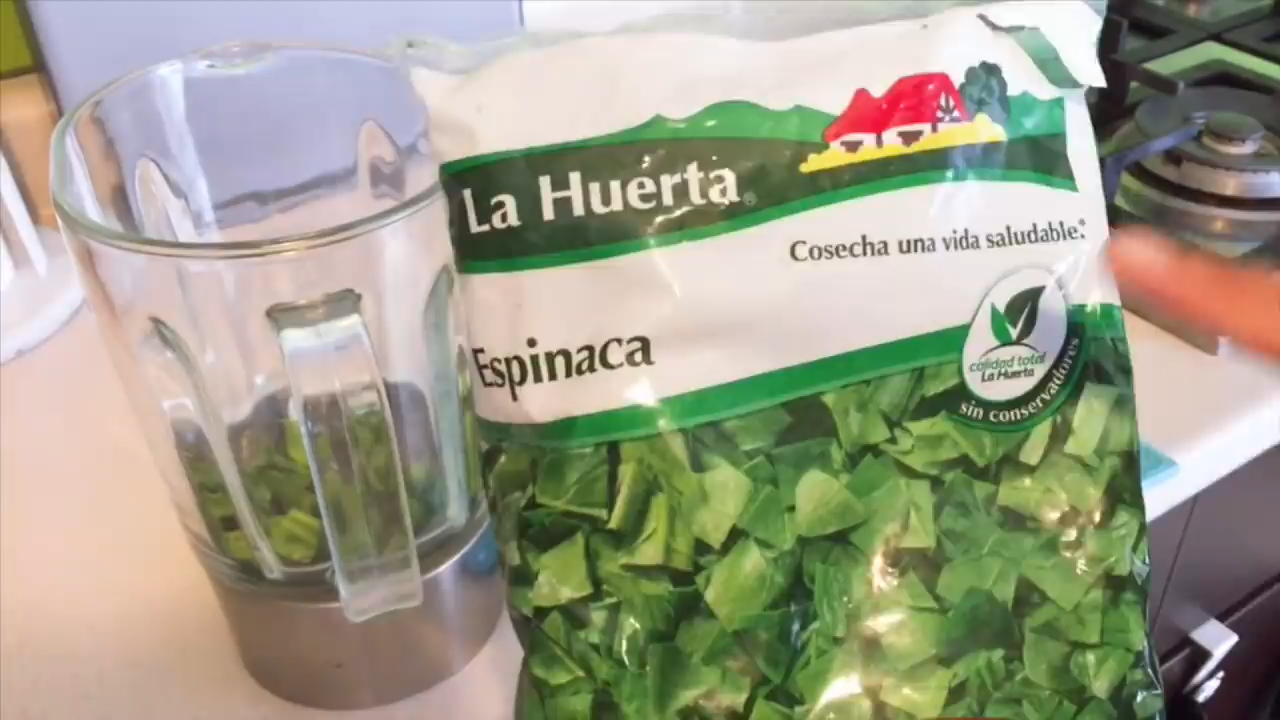 La Huerta®
Cosecha una vida saludable.
Espinaca
calidad total
La Huerta
sin conservadores